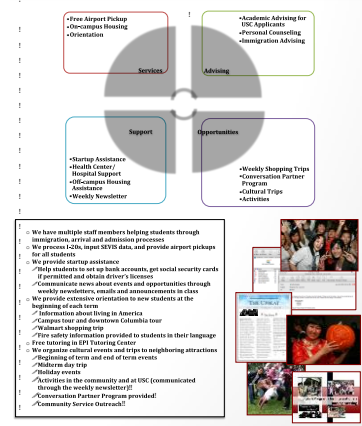 •Free Airport Pickup
•On-campus Housing
•Orientation
Services
•Academic Advising for
USC Applicants
•Personal Counseling
•Immigration Advising
Advising
Support
•Startup Assistance
•Health Center/
Hospital Support
•Off-campus Housing
Assistance
•Weekly Newsletter
Opportunities
•Weekly Shopping Trips
•Conversation Partner
Program
•Cultural Trips
•Activities
o We have multiple staff members helping students through
immigration, arrival and admission processes
o We process I-20s, input SEVIS data, and provide airport pickups
for all students
o We provide startup assistance
Help students to set up bank accounts, get social security cards
if permitted and obtain driver's licenses
Communicate news about events and opportunities through
weekly newsletters, emails and announcements in class
o We provide extensive orientation to new students at the
beginning of each term
Information about living in America
Campus tour and downtown Columbia tour
Walmart shopping trip
Fire safety information provided to students in their language
o Free tutoring in EPI Tutoring Center
o We organize cultural events and trips to neighboring attractions
Beginning of term and end of term events
Midterm day trip
Holiday events
Activities in the community and at USC (communicated
through the weekly newsletter)!!
Conversation Partner Program provided!
Community Service Outreach!!